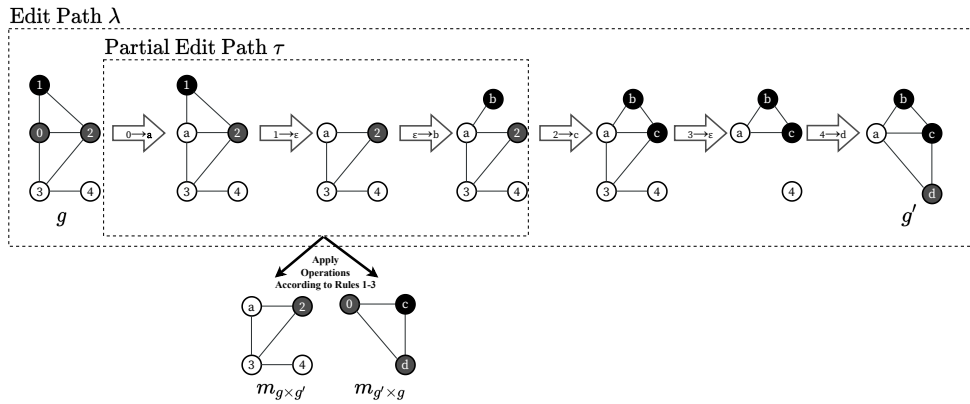 Edit Path λ
Partial Edit Path τ
1 1 b b b b
0 2 0→a a 2 1→ε a 2 ε→b a 2 2→c a c 3→ε a c 4→d a c
3 4 3 4 3 4 3 4 3 4 4 d
g g′
Apply
Operations
According to Rules 1-3
a 2 0 c
3 4 d
m_{g×g′} m_{g′×g}